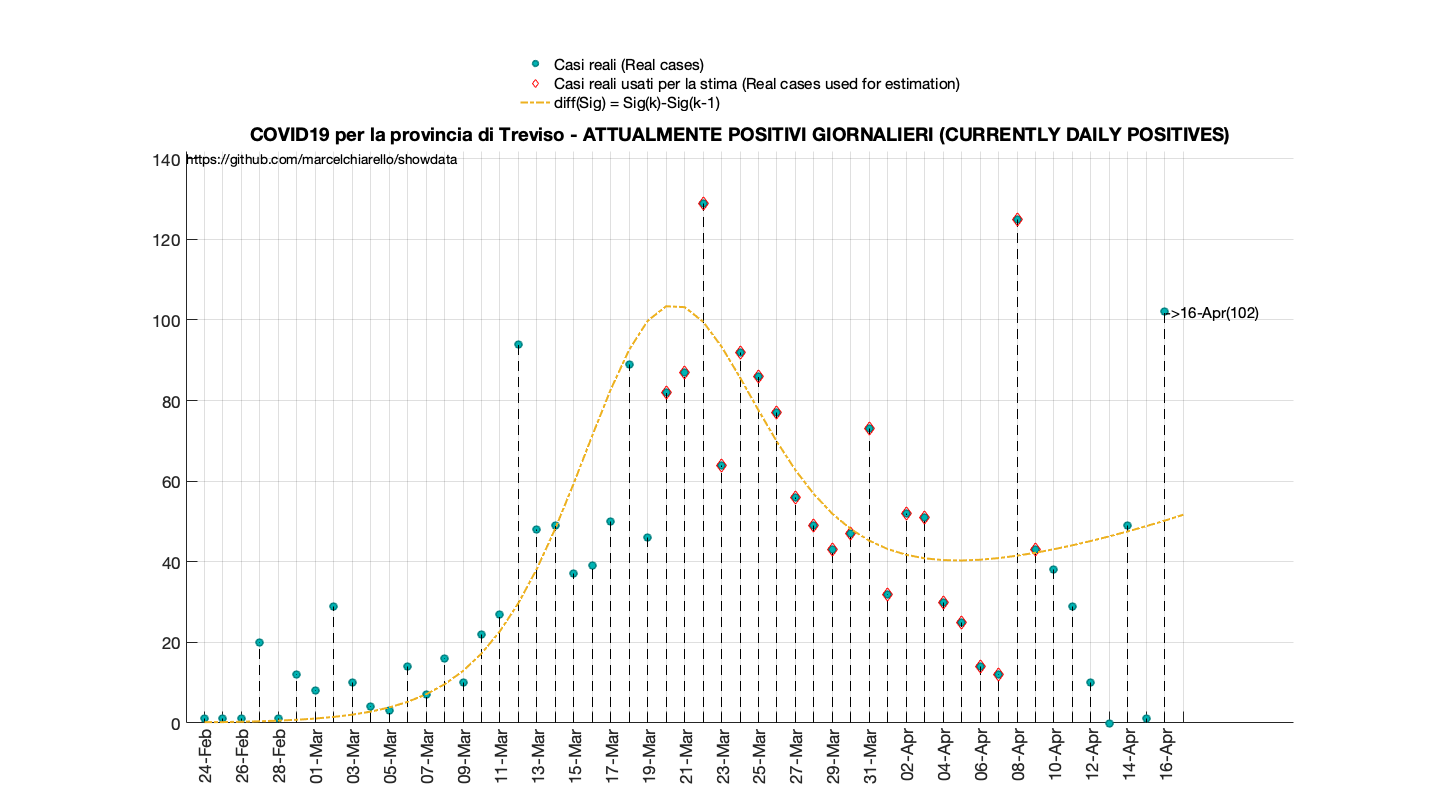 Casi reali (Real cases)
Casi reali usati per la stima (Real cases used for estimation)
diff(Sig) = Sig(k)-Sig(k-1)
COVID19 per la provincia di Treviso - ATTUALMENTE POSITIVI GIORNALIERI (CURRENTLY DAILY POSITIVES)
https://github.com/marcelchiarello/showdata
140
120
100
80
60
40
20
0
->16-Apr(102)
24-Feb
26-Feb
28-Feb
01-Mar
03-Mar
05-Mar
07-Mar
09-Mar
11-Mar
13-Mar
15-Mar
17-Mar
19-Mar
21-Mar
23-Mar
25-Mar
27-Mar
29-Mar
31-Mar
02-Apr
04-Apr
06-Apr
08-Apr
10-Apr
12-Apr
14-Apr
16-Apr